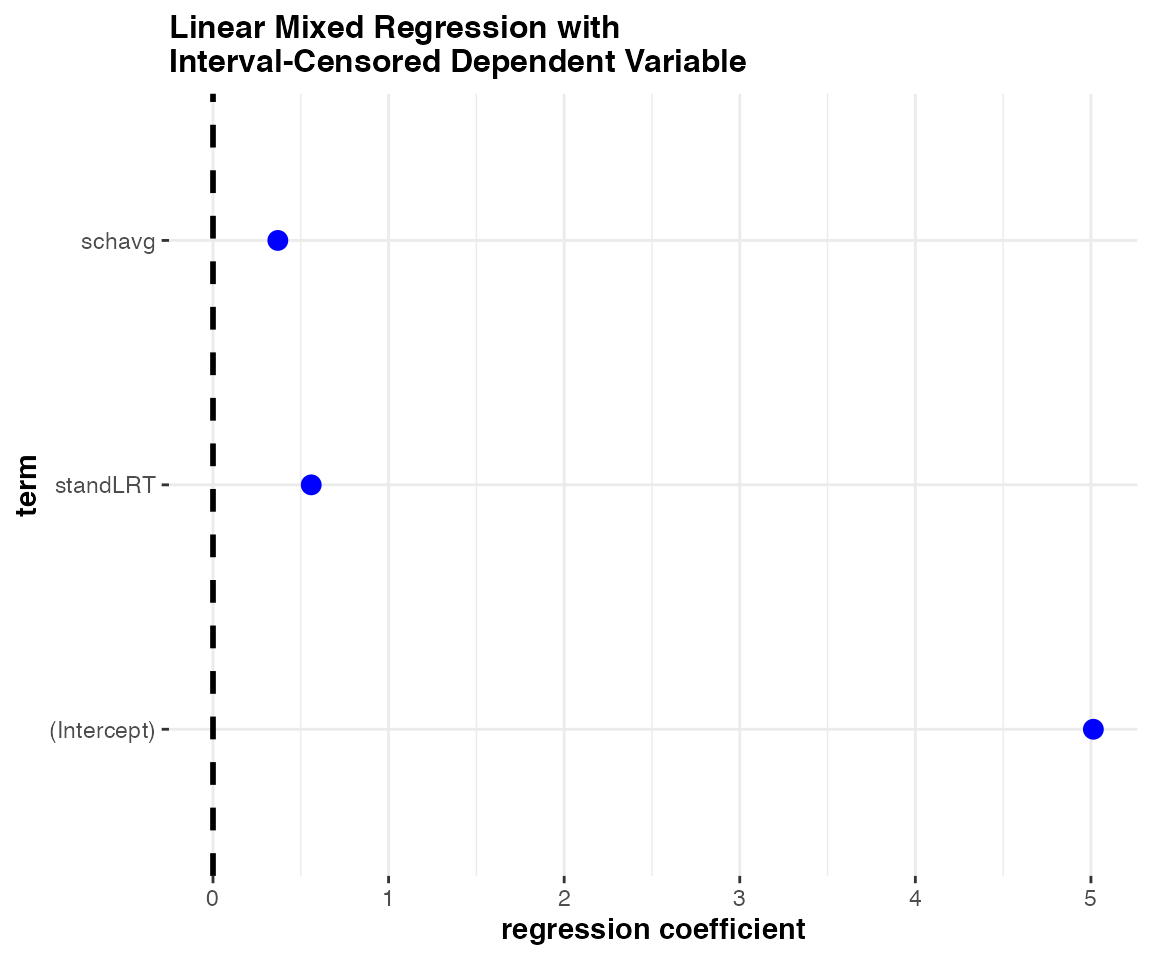 Linear Mixed Regression with
Interval-Censored Dependent Variable
term
schavg
standLRT
(Intercept)
0 1 2 3 4 5
regression coefficient